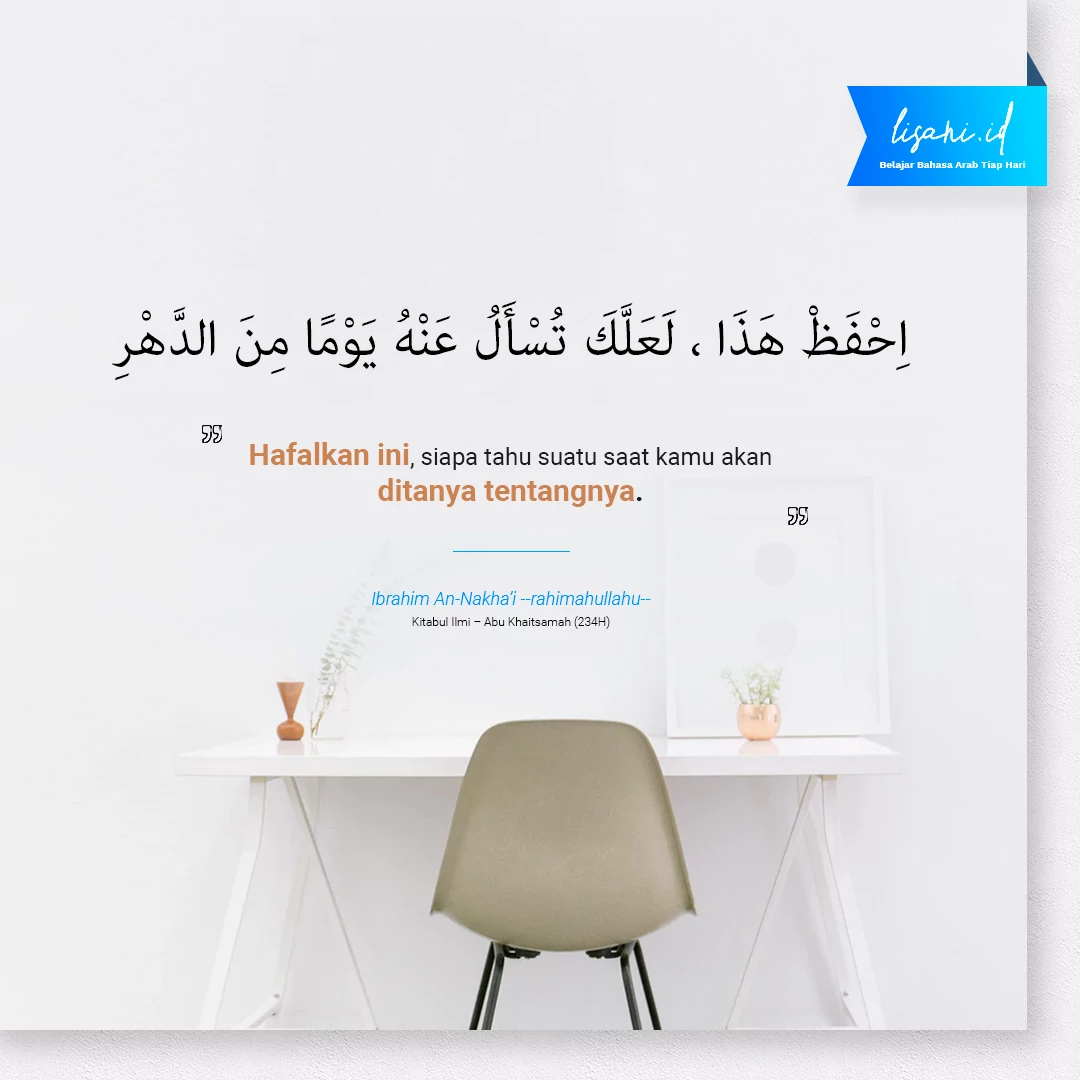 lisani.id
Belajar Bahasa Arab Tiap Hari
اِحْفَظْ هَذَا ، لَعَلَّكَ تُسْأَلُ عَنْهُ يَوْمًا مِنَ الدَّهْرِ
Hafalkan ini, siapa tahu suatu saat kamu akan
ditanya tentangnya.
Ibrahim An-Nakha’i --rahimahullahu--
Kitabul Ilmi – Abu Khaitsamah (234H)